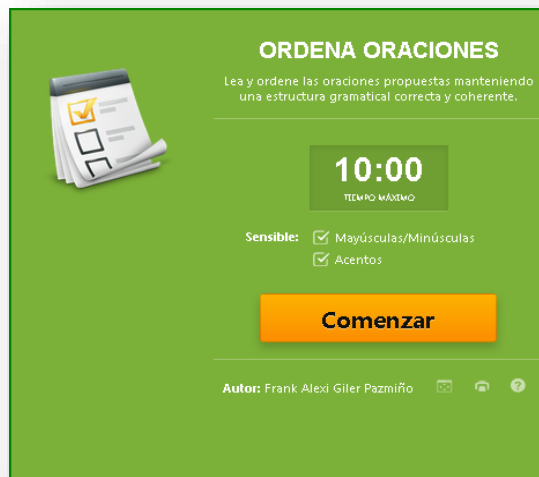 ORDENA ORACIONES
Lea y ordene las oraciones propuestas manteniendo
una estructura gramatical correcta y coherente.
10:00
TIEMPO MÁXIMO
Sensible: Mayúsculas/Minúsculas
Acentos
Comenzar
Autor: Frank Alexi Giler Pazmiño
?